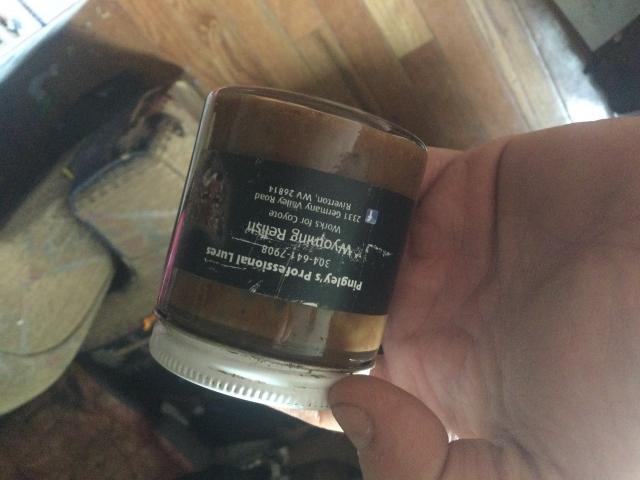 Pingley's Professional Lures
304-641-7908
Wyoming Relish
Works for Coyote
2331 Germany Valley Road
Riverton, WV 26814